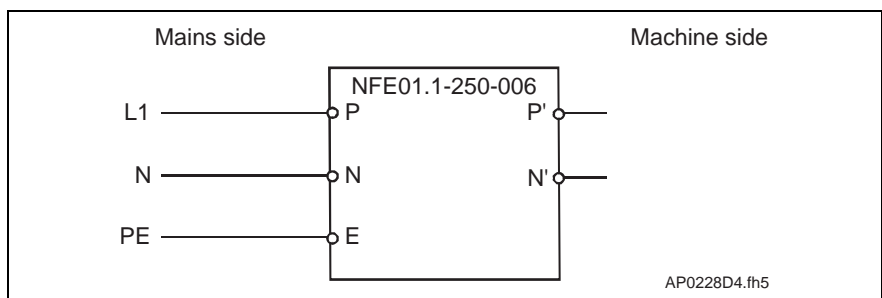 Mains side Machine side
NFE01.1-250-006
L1 P P'
N N N'
PE E
AP0228D4.fh5